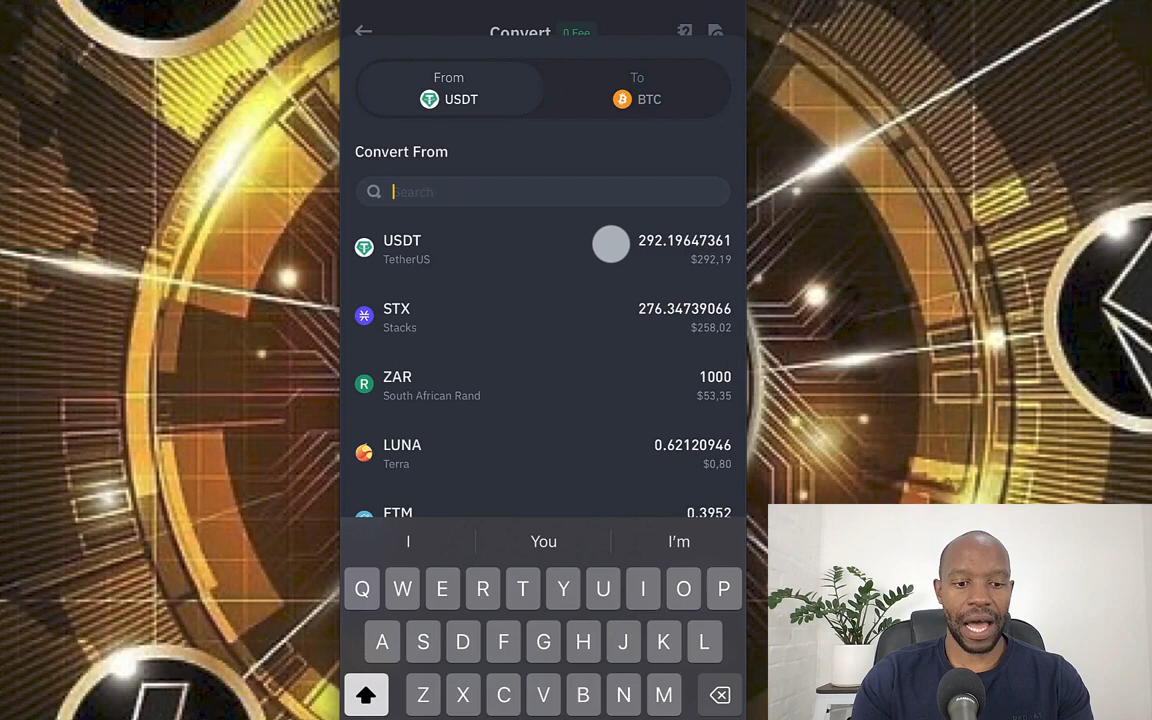 Convert 0 Fee
From
USDT
To
BTC
Convert From
Search
USDT 292.19647361
TetherUS $292,19
STX 276.34739066
Stacks $258,02
ZAR 1000
South African Rand $53,35
LUNA 0.62120946
Terra $0,80
FTM 0.3952
I You I'm
Q W E R T Y U I O P
A S D F G H J K L
Z X C V B N M